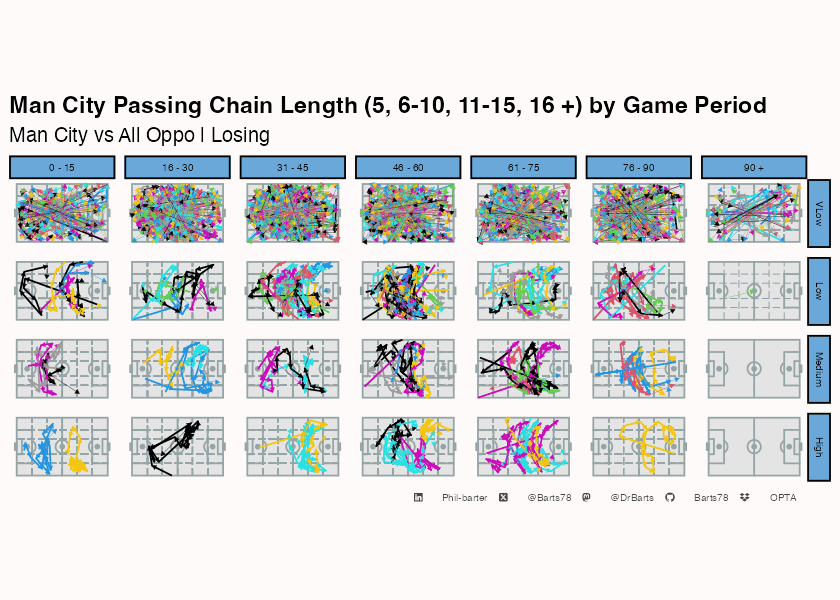 Man City Passing Chain Length (5, 6-10, 11-15, 16 +) by Game Period
Man City vs All Oppo l Losing
0 - 15 16 - 30 31 - 45 46 - 60 61 - 75 76 - 90 90 +
V.Low
Low
Medium
High
Phil-barter @Barts78 @DrBarts Barts78 OPTA